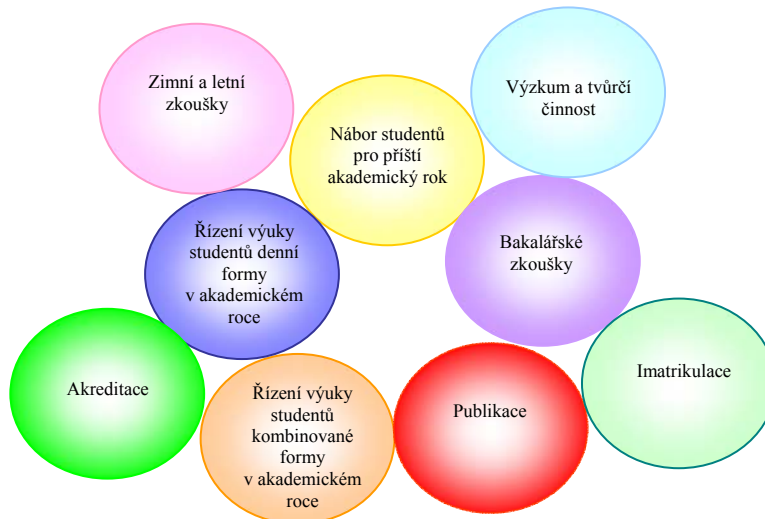 Zimní a letní
zkoušky
Výzkum a tvůrčí
činnost
Nábor studentů
pro příští
akademický rok
Řízení výuky
studentů denní
formy
v akademickém
roce
Bakalářské
zkoušky
Akreditace
Řízení výuky
studentů
kombinované
formy
v akademickém
roce
Publikace
Imatrikulace